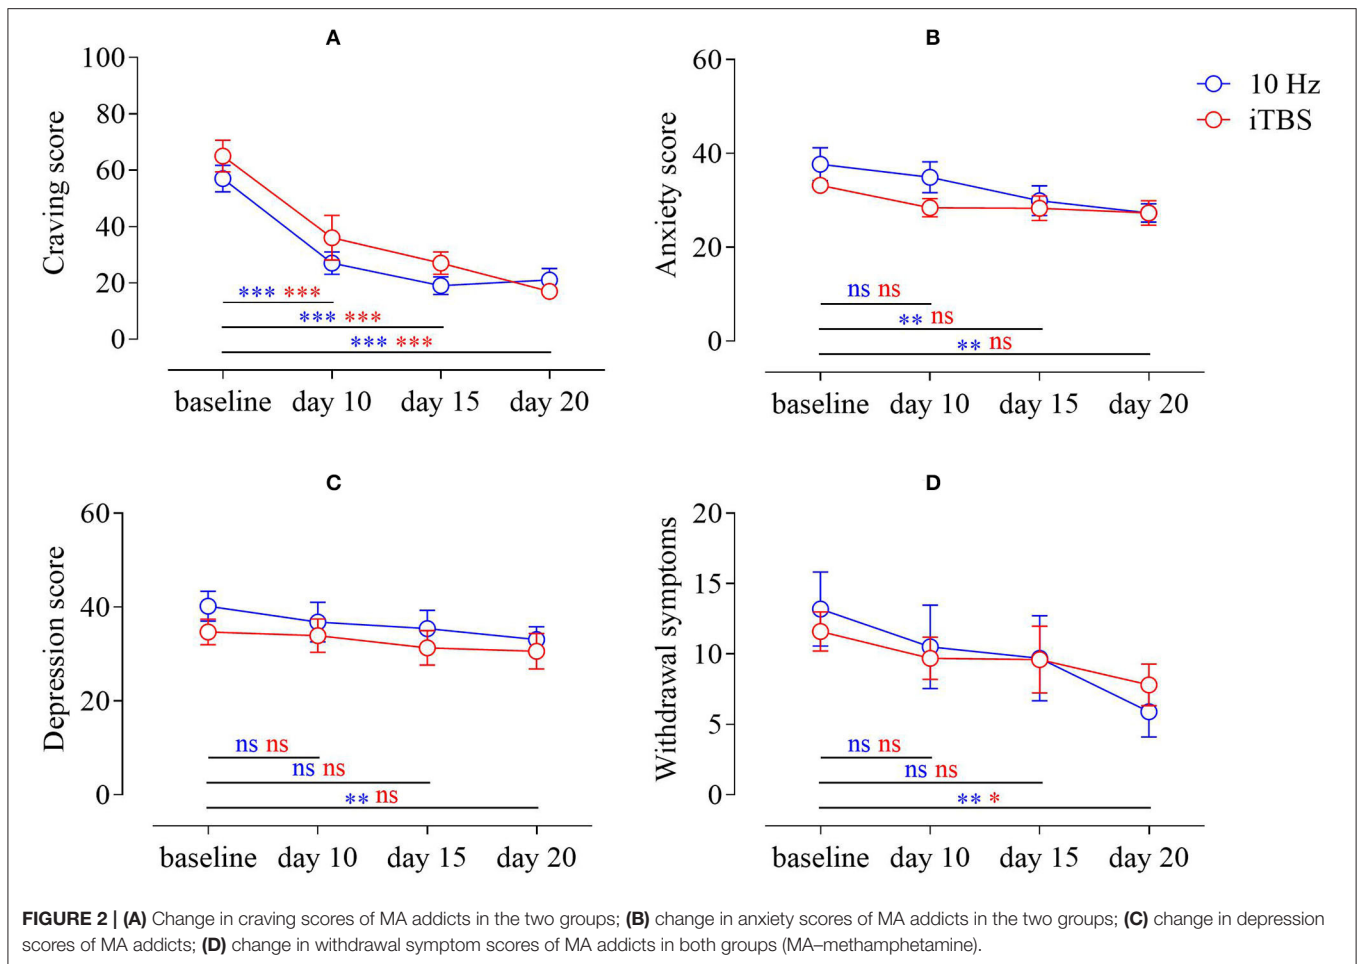 A
100
80
60
40
20
0
Craving score
*** ***
*** ***
*** ***
baseline day 10 day 15 day 20
B
60
40
20
0
Anxiety score
10 Hz
iTBS
ns ns
** ns
** ns
baseline day 10 day 15 day 20
C
60
40
20
0
Depression score
ns ns
ns ns
** ns
baseline day 10 day 15 day 20
D
20
15
10
5
0
Withdrawal symptoms
ns ns
ns ns
** *
baseline day 10 day 15 day 20
FIGURE 2 | (A) Change in craving scores of MA addicts in the two groups; (B) change in anxiety scores of MA addicts in the two groups; (C) change in depression
scores of MA addicts; (D) change in withdrawal symptom scores of MA addicts in both groups (MA–methamphetamine).